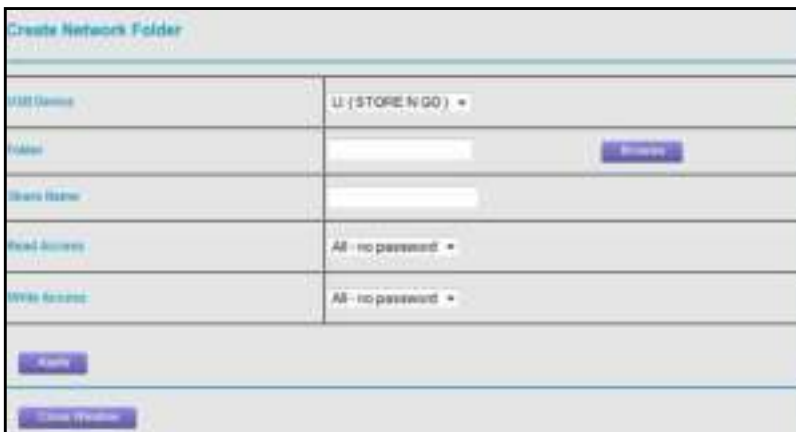 Create Network Folder
USB Device
U: ( STORE N GO )
Folder
Browse
Share Name
Read Access
All - no password
Write Access
All - no password
Apply
Close Window